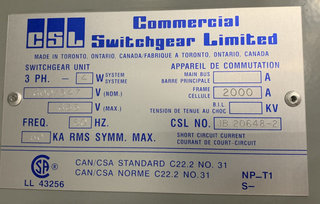 CSL Commercial
Switchgear Limited
MADE IN TORONTO, ONTARIO, CANADA/FABRIQUE A TORONTO, ONTARIO, CANADA
SWITCHGEAR UNIT APPAREIL DE COMMUTATION
3 PH. - 4 W SYSTEM SYSTEME MAIN BUS BARRE PRINCIPALE A
V (NOM.) FRAME CELLULE 2000 A
V (MAX.) B.I.L. TENSION DE TENUE AU CHOC KV
FREQ. HZ. CSL NO. JB 20648-2
KA RMS SYMM. MAX. SHORT CIRCUIT CURRENT
COURANT DE COURT-CIRCUIT
CAN/CSA STANDARD C22.2 NO. 31
CAN/CSA NORME C22.2 NO. 31 NP-T1
LL 43256 S-